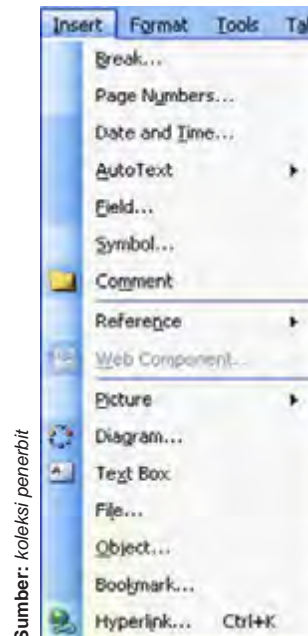 Insert Format Tools
Break...
Page Numbers...
Date and Time...
AutoText
Field...
Symbol...
Comment
Reference
Web Component...
Picture
Diagram...
Text Box
File...
Object...
Bookmark...
Hyperlink... Ctrl+K
Sumber: koleksi penerbit